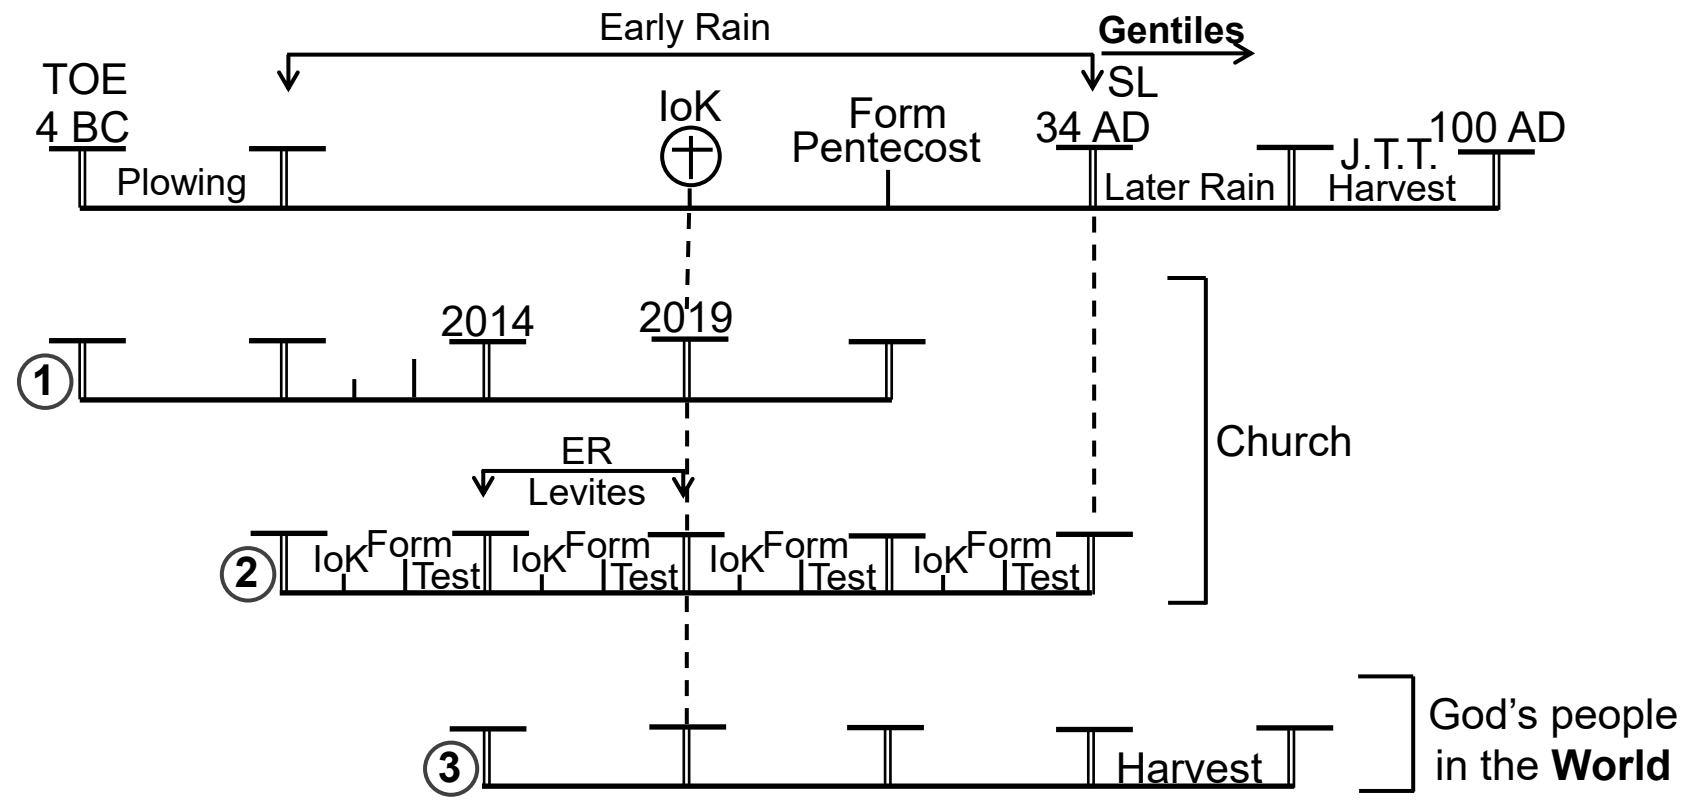 Early Rain
Gentiles
TOE
4 BC
IoK
Form
Pentecost
SL
34 AD
100 AD
Plowing
Later Rain
J.T.T.
Harvest
2014
2019
1
Church
ER
Levites
2
IoK Form Test
IoK Form Test
IoK Form Test
IoK Form Test
3
Harvest
God’s people
in the World